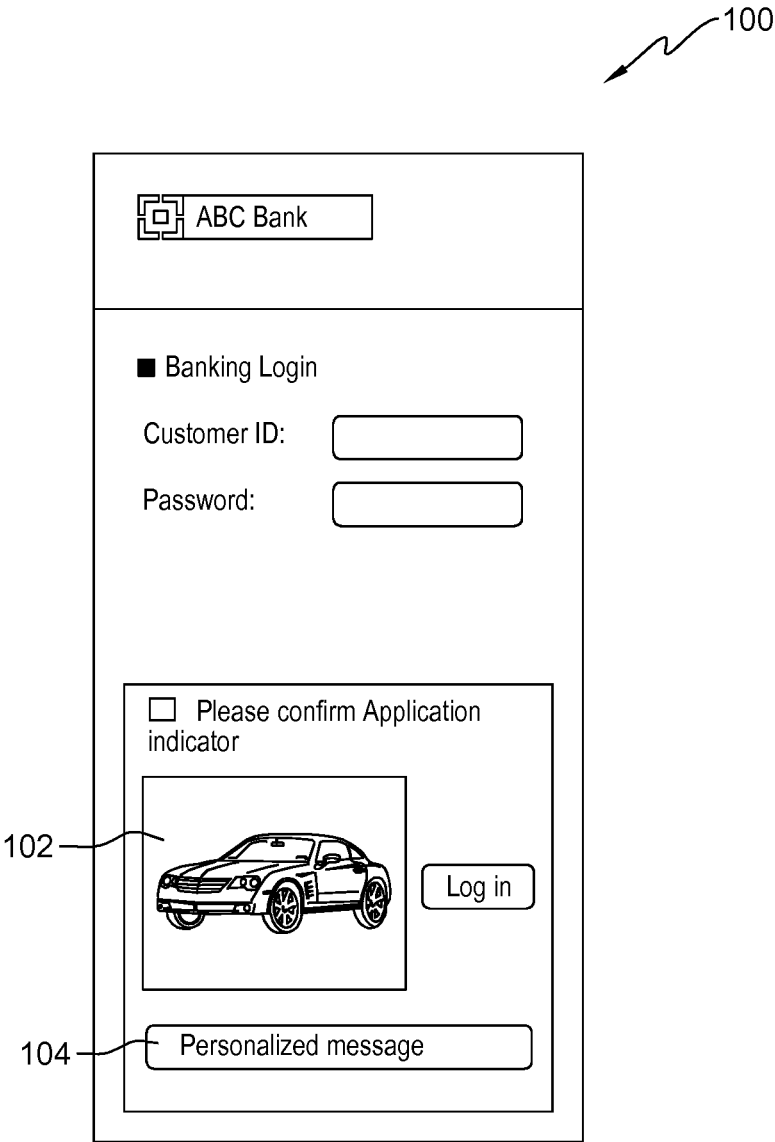 100
ABC Bank
Banking Login
Customer ID:
Password:
Please confirm Application
indicator
102
Log in
104
Personalized message